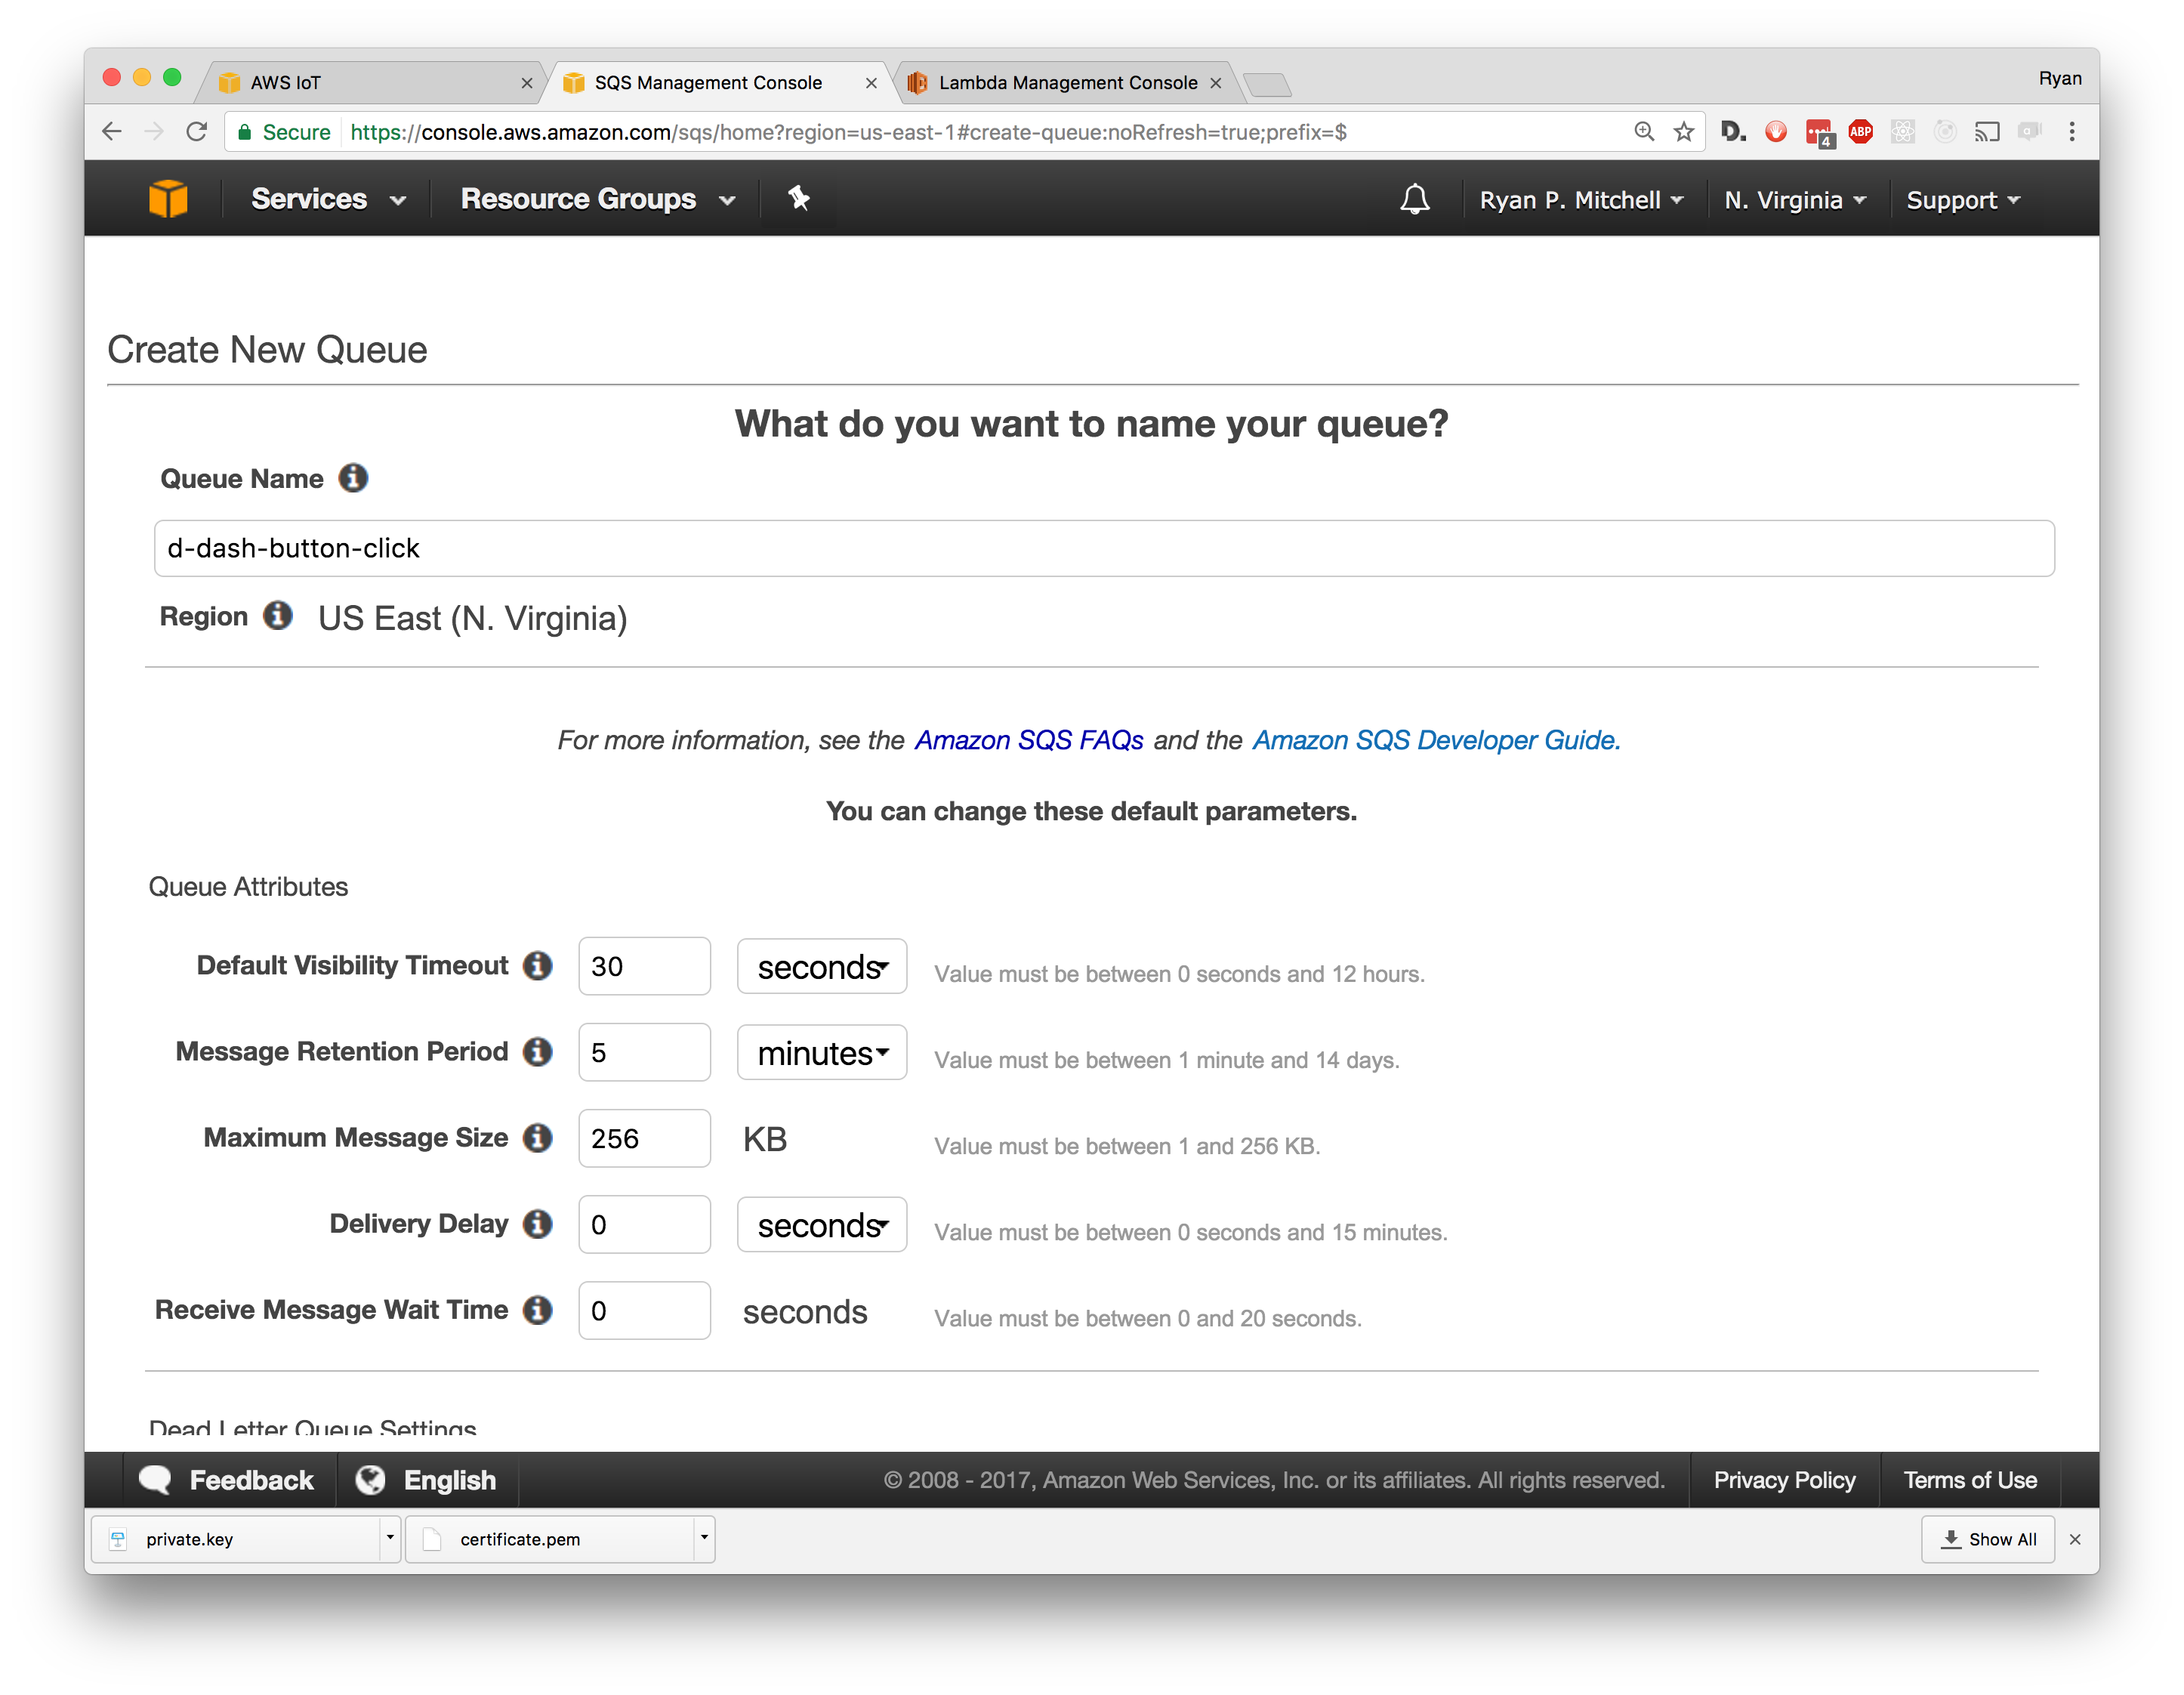 AWS IoT
SQS Management Console
Lambda Management Console
Ryan
Secure https://console.aws.amazon.com/sqs/home?region=us-east-1#create-queue:noRefresh=true;prefix=$
D.
4
ABP
Services
Resource Groups
Ryan P. Mitchell
N. Virginia
Support
Create New Queue
What do you want to name your queue?
Queue Name
d-dash-button-click
Region US East (N. Virginia)
For more information, see the Amazon SQS FAQs and the Amazon SQS Developer Guide.
You can change these default parameters.
Queue Attributes
Default Visibility Timeout 30 seconds Value must be between 0 seconds and 12 hours.
Message Retention Period 5 minutes Value must be between 1 minute and 14 days.
Maximum Message Size 256 KB Value must be between 1 and 256 KB.
Delivery Delay 0 seconds Value must be between 0 seconds and 15 minutes.
Receive Message Wait Time 0 seconds Value must be between 0 and 20 seconds.
Dead Letter Queue Settings
Feedback
English
© 2008 - 2017, Amazon Web Services, Inc. or its affiliates. All rights reserved.
Privacy Policy
Terms of Use
private.key
certificate.pem
Show All